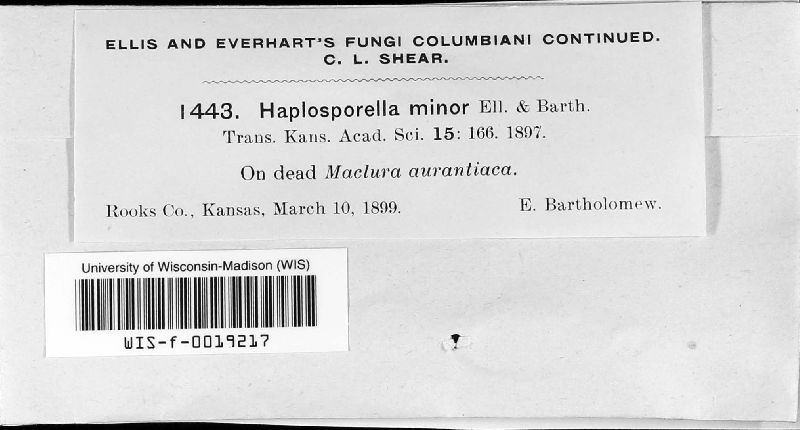 ELLIS AND EVERHART'S FUNGI COLUMBIANI CONTINUED.
C. L. SHEAR.
1443. Haplosporella minor Ell. & Barth.
Trans. Kans. Acad. Sci. 15: 166. 1897.
On dead Maclura aurantiaca.
Rooks Co., Kansas, March 10, 1899. E. Bartholomew.
University of Wisconsin-Madison (WIS)
WIS-f-0019217